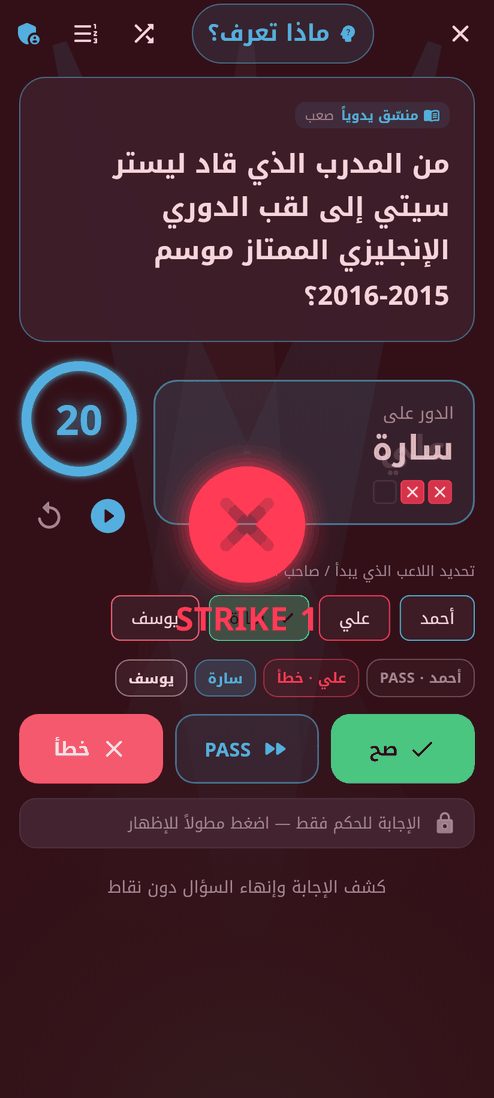 ماذا تعرف؟
منسّق يدوياً صعب
من المدرب الذي قاد ليستر
سيتي إلى لقب الدوري
الإنجليزي الممتاز موسم
2015-2016؟
20
الدور على
سارة
تحديد اللاعب الذي يبدأ / صاحب
أحمد
علي
يوسف
STRIKE 1
أحمد · PASS
علي · خطأ
سارة
يوسف
صح
PASS
خطأ
الإجابة للحكم فقط — اضغط مطولاً للإظهار
كشف الإجابة وإنهاء السؤال دون نقاط